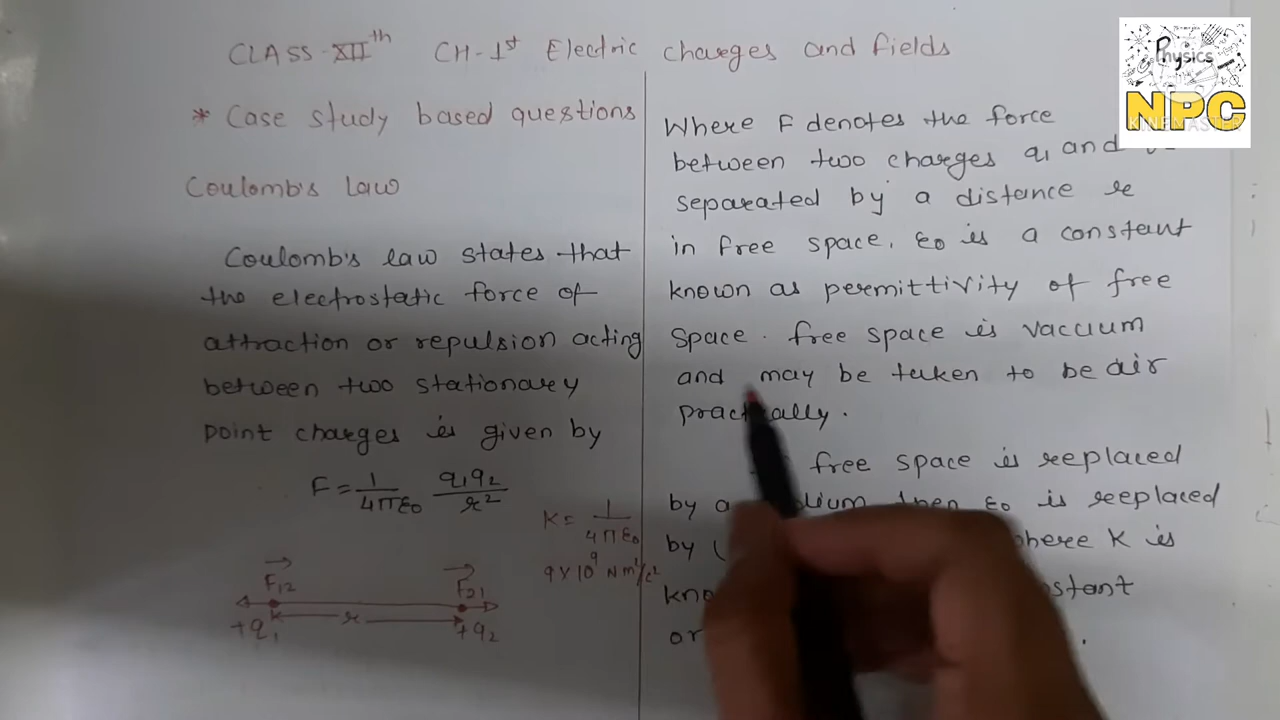 CLASS-XIIth CH-1st Electric charges and fields
* Case study based questions
Coulomb's law
Coulomb's law states that
the electrostatic force of
attraction or repulsion acting
between two stationary
point charges is given by
F = 1/4πε0 q1q2/r2
K = 1/4πε0
9×10^9 Nm2/c2
F12 F21
r
+q1 +q2
Where F denotes the force
between two charges q1 and
separated by a distance r
in free space. ε0 is a constant
known as permittivity of free
space. free space is vaccum
and may be taken to be air
practically.
free space is replaced
by a then ε0 is replaced
by ( where K is
or
Physics
NPC
KINEMASTER